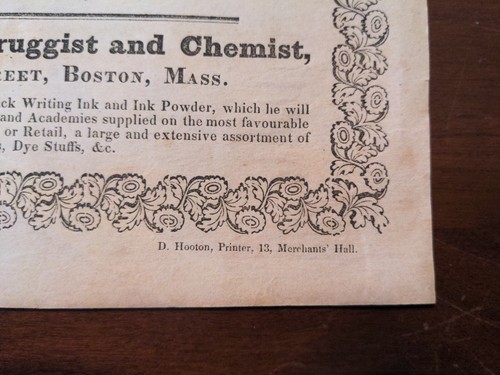 ruggist and Chemist,
REET, BOSTON, MASS.
ck Writing Ink and Ink Powder, which he will
and Academies supplied on the most favourable
or Retail, a large and extensive assortment of
s, Dye Stuffs, &c.
D. Hooton, Printer, 13, Merchants' Hall.